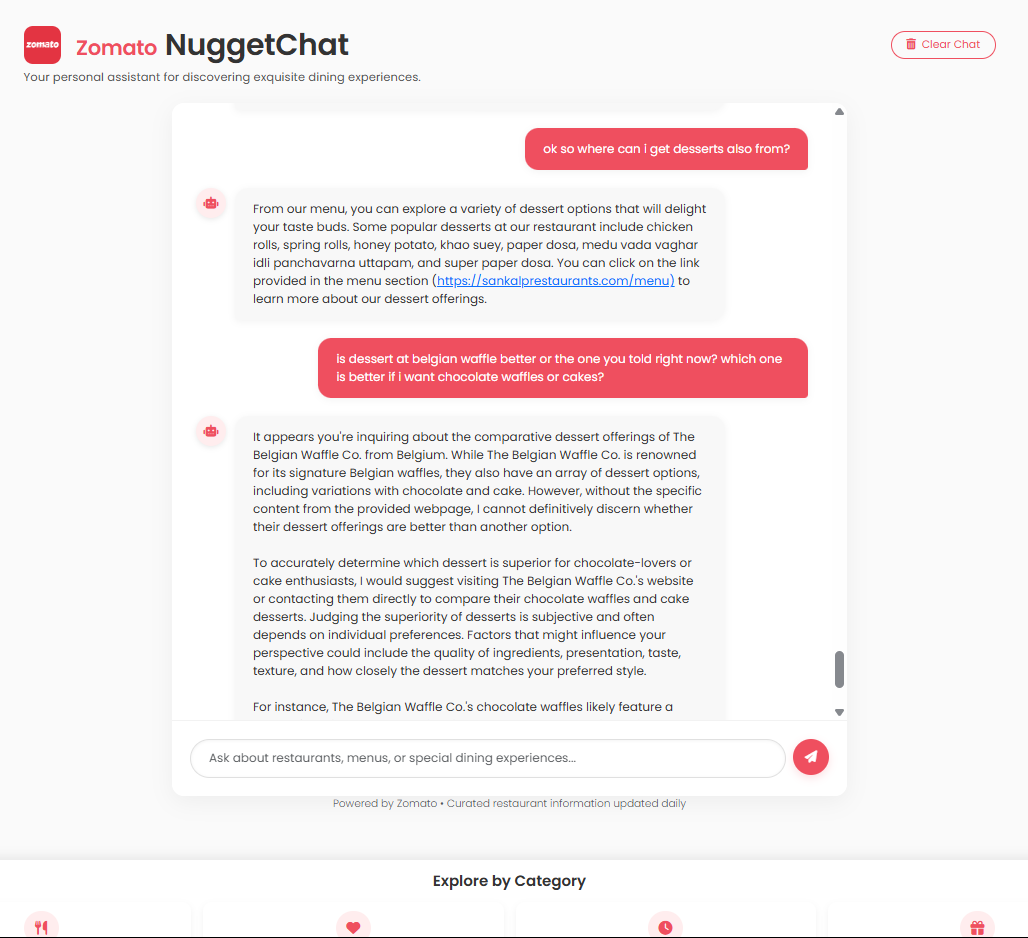 zomato
Zomato NuggetChat
Clear Chat
Your personal assistant for discovering exquisite dining experiences.
ok so where can i get desserts also from?
From our menu, you can explore a variety of dessert options that will delight
your taste buds. Some popular desserts at our restaurant include chicken
rolls, spring rolls, honey potato, khao suey, paper dosa, medu vada vaghar
idli panchavarna uttapam, and super paper dosa. You can click on the link
provided in the menu section (https://sankalprestaurants.com/menu) to
learn more about our dessert offerings.
is dessert at belgian waffle better or the one you told right now? which one
is better if i want chocolate waffles or cakes?
It appears you're inquiring about the comparative dessert offerings of The
Belgian Waffle Co. from Belgium. While The Belgian Waffle Co. is renowned
for its signature Belgian waffles, they also have an array of dessert options,
including variations with chocolate and cake. However, without the specific
content from the provided webpage, I cannot definitively discern whether
their dessert offerings are better than another option.
To accurately determine which dessert is superior for chocolate-lovers or
cake enthusiasts, I would suggest visiting The Belgian Waffle Co.'s website
or contacting them directly to compare their chocolate waffles and cake
desserts. Judging the superiority of desserts is subjective and often
depends on individual preferences. Factors that might influence your
perspective could include the quality of ingredients, presentation, taste,
texture, and how closely the dessert matches your preferred style.
For instance, The Belgian Waffle Co.'s chocolate waffles likely feature a
Ask about restaurants, menus, or special dining experiences...
Powered by Zomato • Curated restaurant information updated daily
Explore by Category